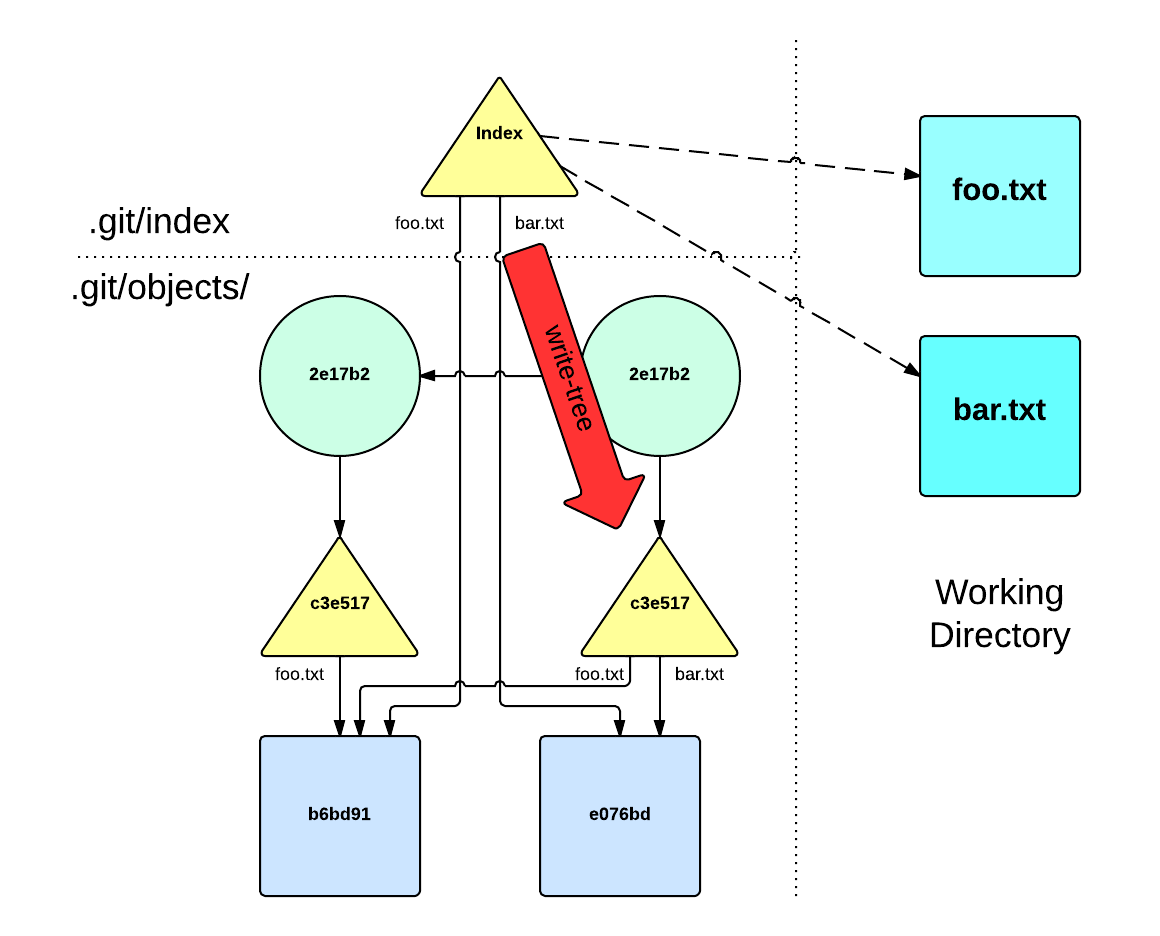 Index
foo.txt
foo.txt
bar.txt
.git/index
.git/objects/
write-tree
2e17b2
2e17b2
bar.txt
c3e517
c3e517
Working
Directory
foo.txt
foo.txt
bar.txt
b6bd91
e076bd